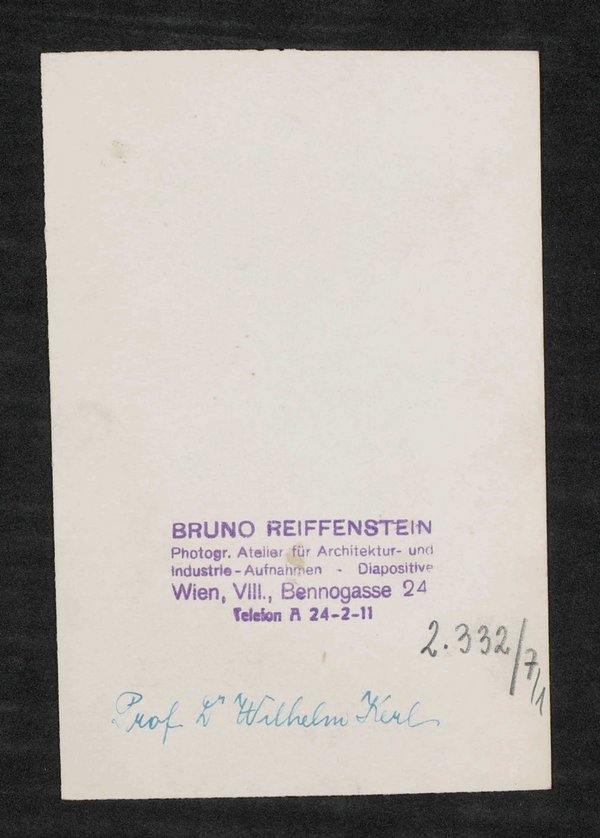 BRUNO REIFFENSTEIN
Photogr. Atelier für Architektur- und
Industrie-Aufnahmen - Diapositive
Wien, VIII., Bennogasse 24
Telefon A 24-2-11
2.332/7/1
Prof Dr Wilhelm Kerl